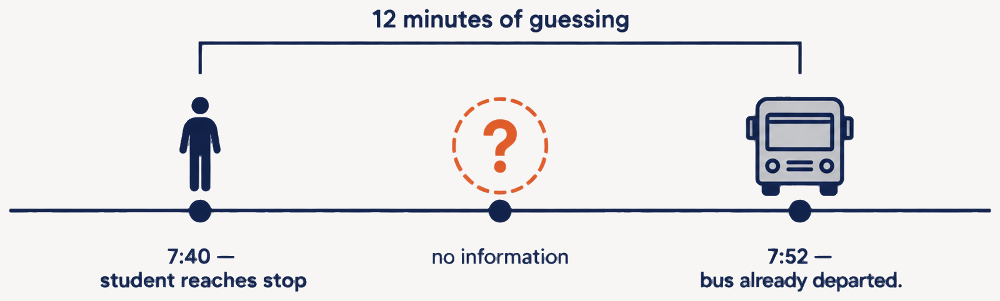 12 minutes of guessing
?
7:40 —
student reaches stop
no information
7:52 —
bus already departed.